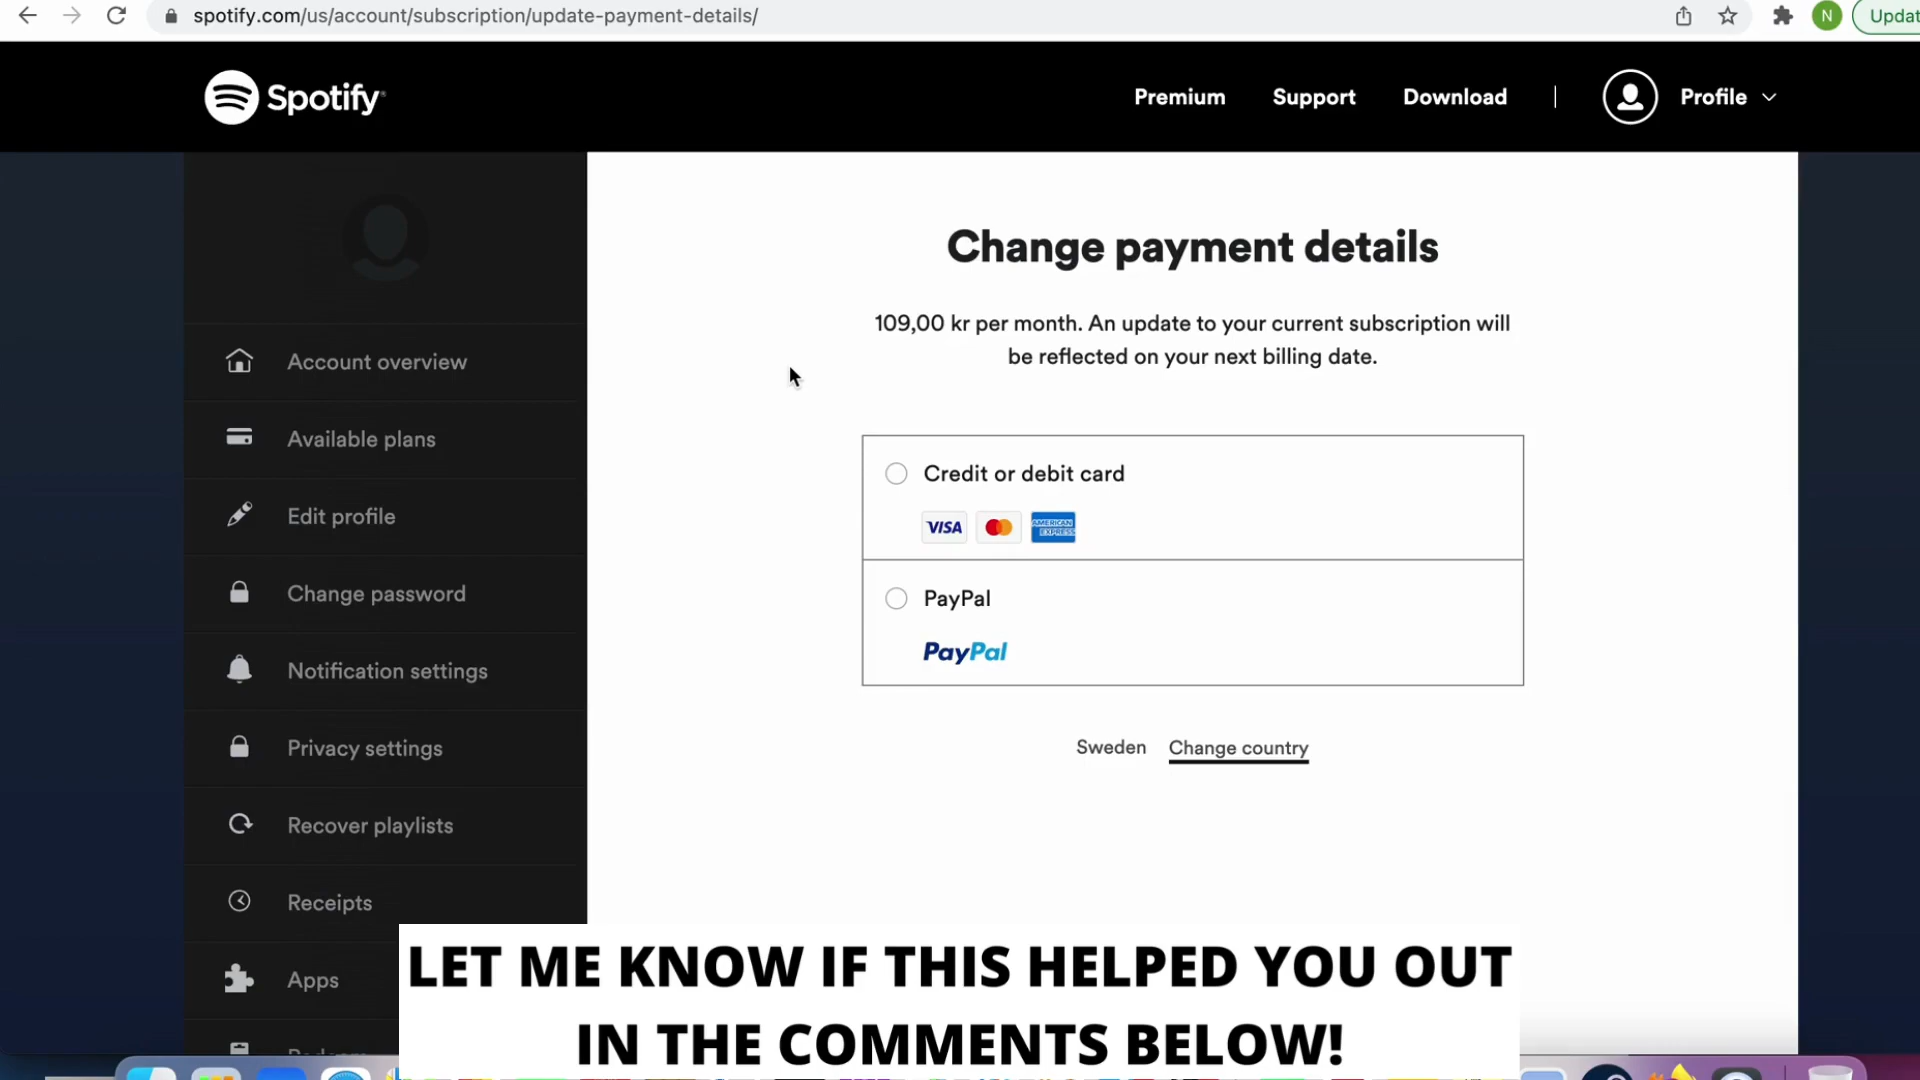 spotify.com/us/account/subscription/update-payment-details/
N
Updat
Spotify
Premium
Support
Download
Profile
Change payment details
109,00 kr per month. An update to your current subscription will
be reflected on your next billing date.
Account overview
Available plans
Edit profile
Change password
Notification settings
Privacy settings
Recover playlists
Receipts
Apps
Credit or debit card
VISA
AMERICAN
EXPRESS
PayPal
PayPal
Sweden Change country
LET ME KNOW IF THIS HELPED YOU OUT
IN THE COMMENTS BELOW!